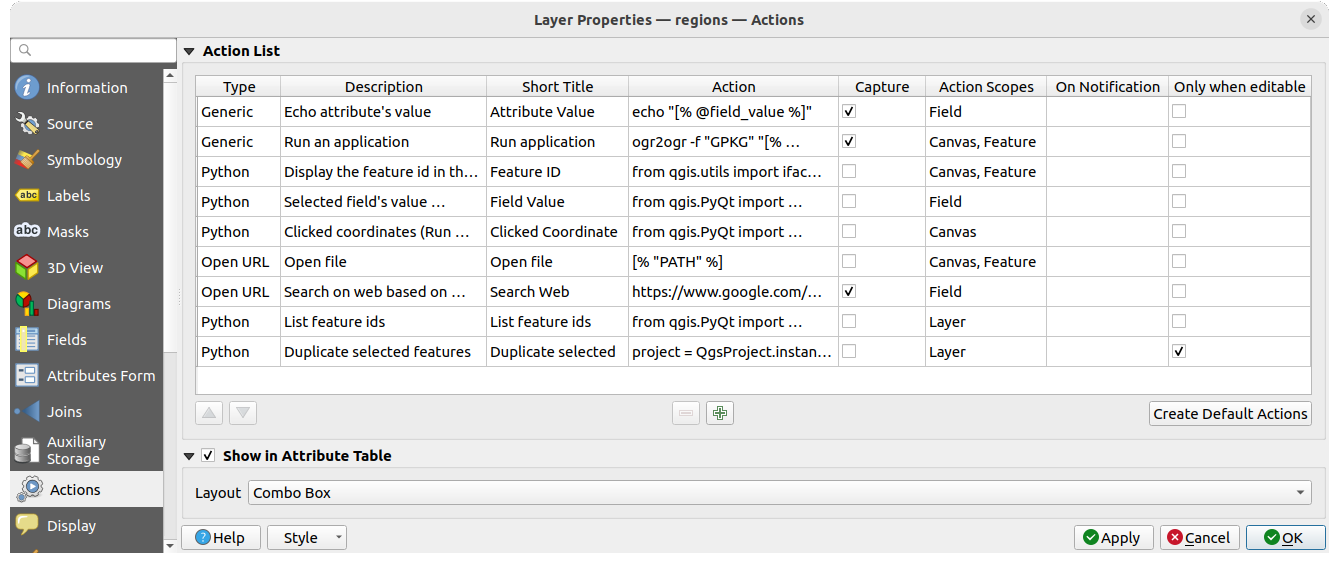 Layer Properties — regions — Actions
Information
Source
Symbology
Labels
Masks
3D View
Diagrams
Fields
Attributes Form
Joins
Auxiliary
Storage
Actions
Display
Action List
Type Description Short Title Action Capture Action Scopes On Notification Only when editable
Generic Echo attribute's value Attribute Value echo "[% @field_value %]" Field
Generic Run an application Run application ogr2ogr -f "GPKG" "[% … Canvas, Feature
Python Display the feature id in th… Feature ID from qgis.utils import ifac… Canvas, Feature
Python Selected field's value … Field Value from qgis.PyQt import … Field
Python Clicked coordinates (Run … Clicked Coordinate from qgis.PyQt import … Canvas
Open URL Open file Open file [% "PATH" %] Canvas, Feature
Open URL Search on web based on … Search Web https://www.google.com/… Field
Python List feature ids List feature ids from qgis.PyQt import … Layer
Python Duplicate selected features Duplicate selected project = QgsProject.instan… Layer
Create Default Actions
Show in Attribute Table
Layout Combo Box
Help Style Apply Cancel OK